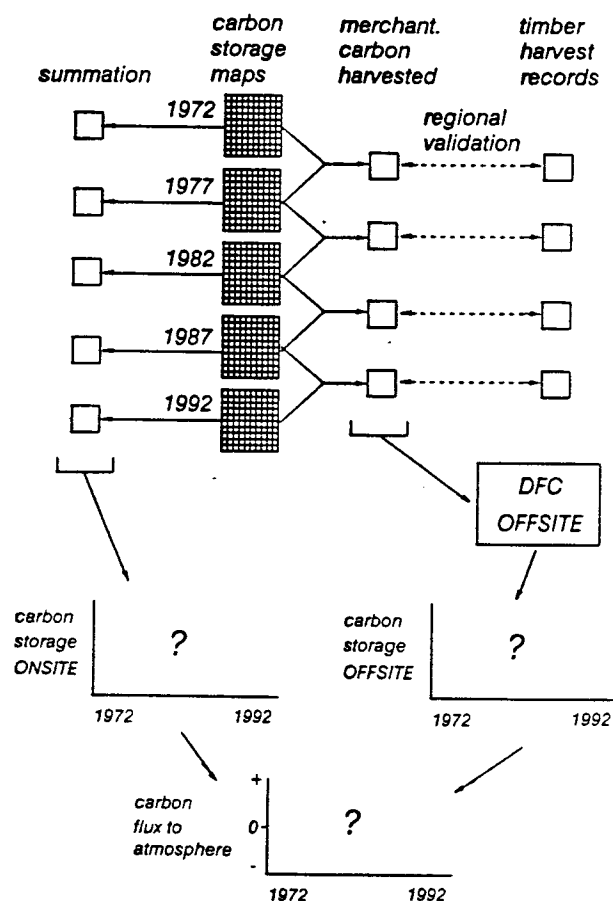 summation
carbon
storage
maps
merchant.
carbon
harvested
timber
harvest
records
regional
validation
1972
1977
1982
1987
1992
DFC
OFFSITE
carbon
storage
ONSITE
?
1972 1992
carbon
storage
OFFSITE
?
1972 1992
carbon
flux to
atmosphere
+
0
-
?
1972 1992